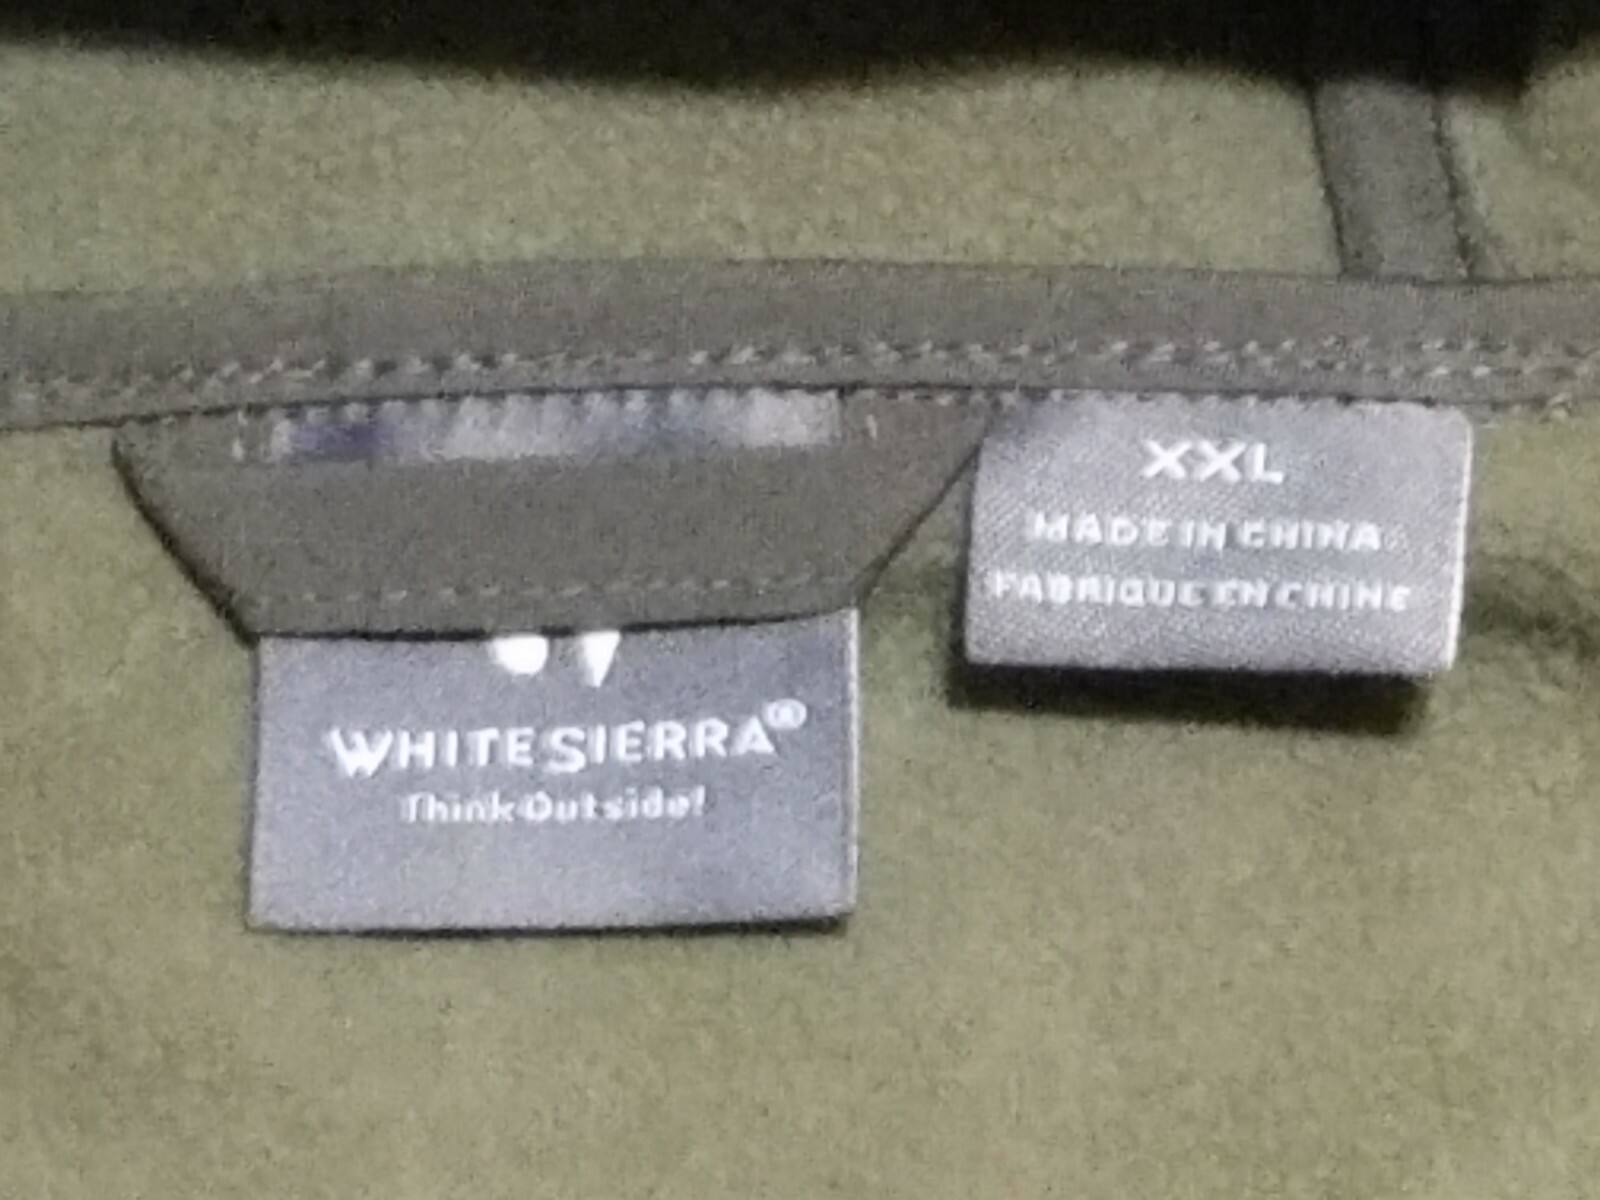 WHITE SIERRA®
Think Outside!
XXL
MADE IN CHINA
FABRIQUE EN CHINE